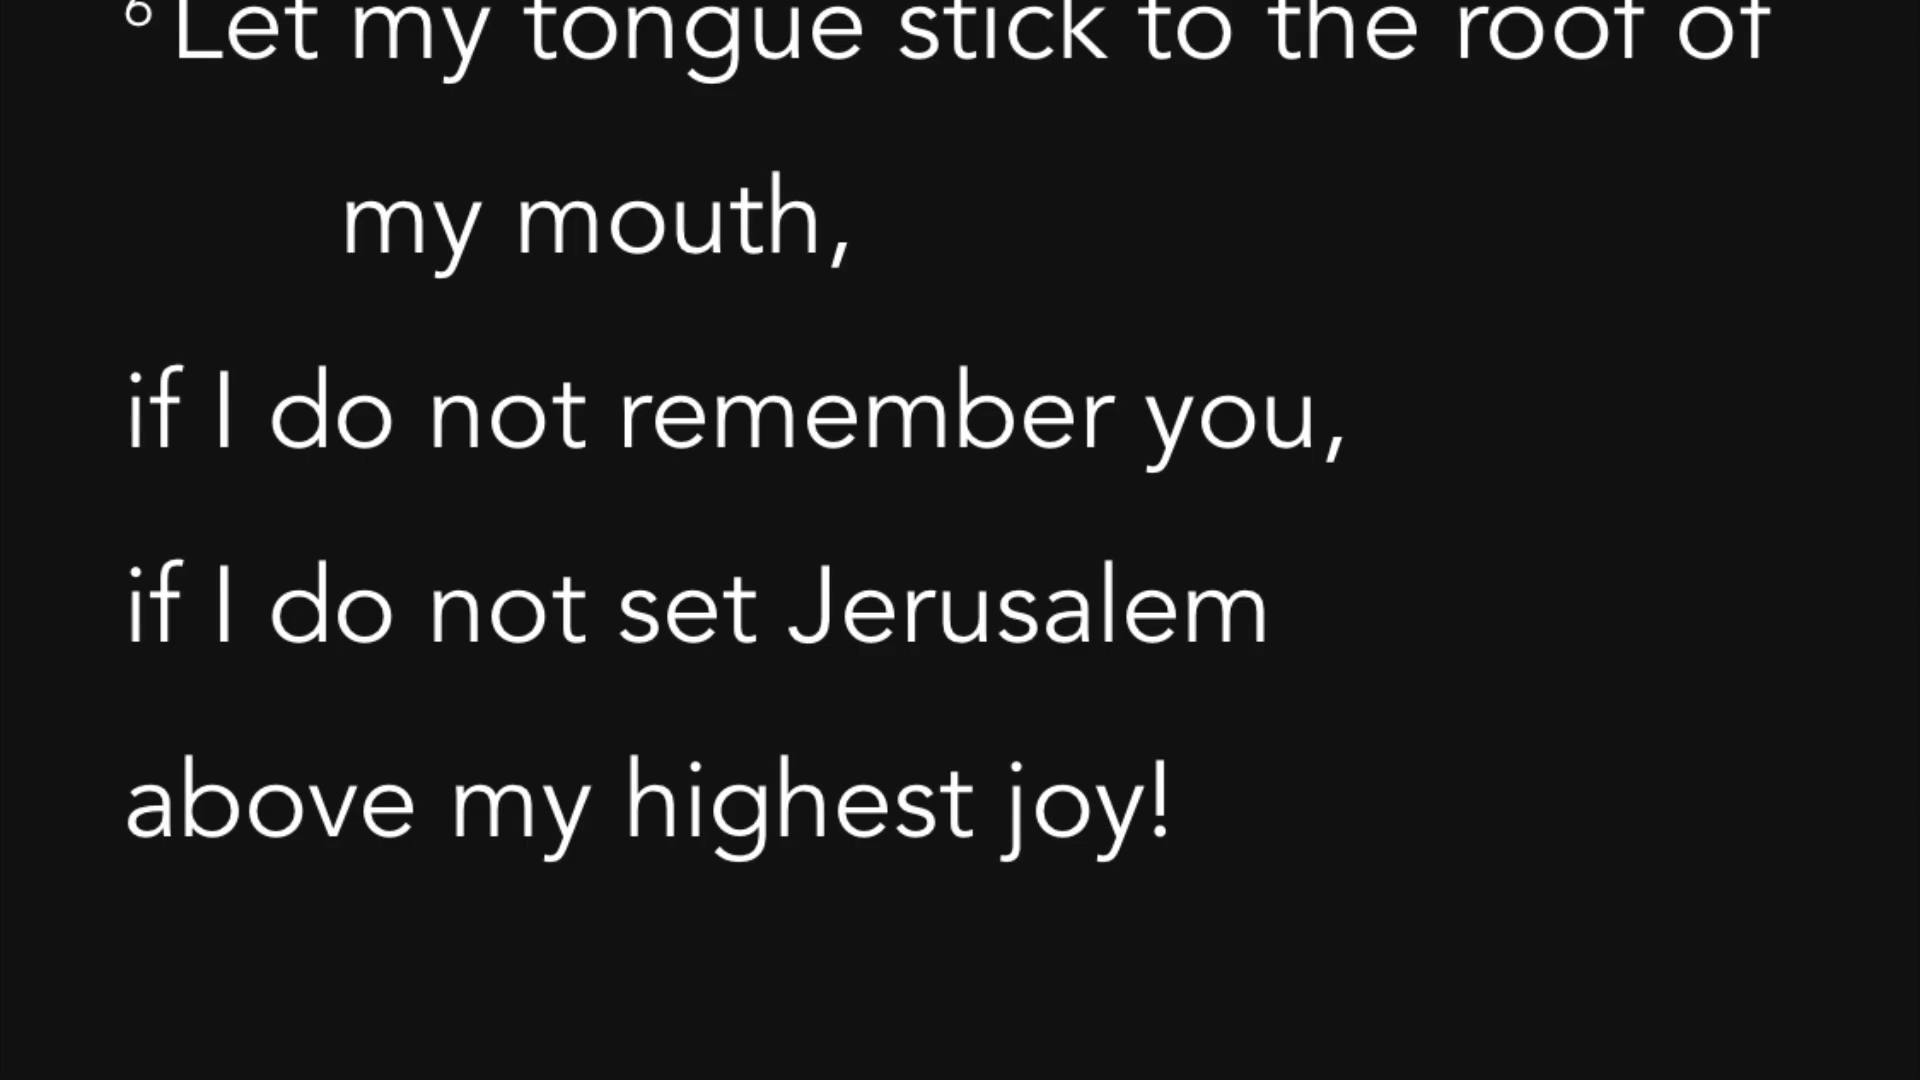 6 Let my tongue stick to the roof of
my mouth,
if I do not remember you,
if I do not set Jerusalem
above my highest joy!